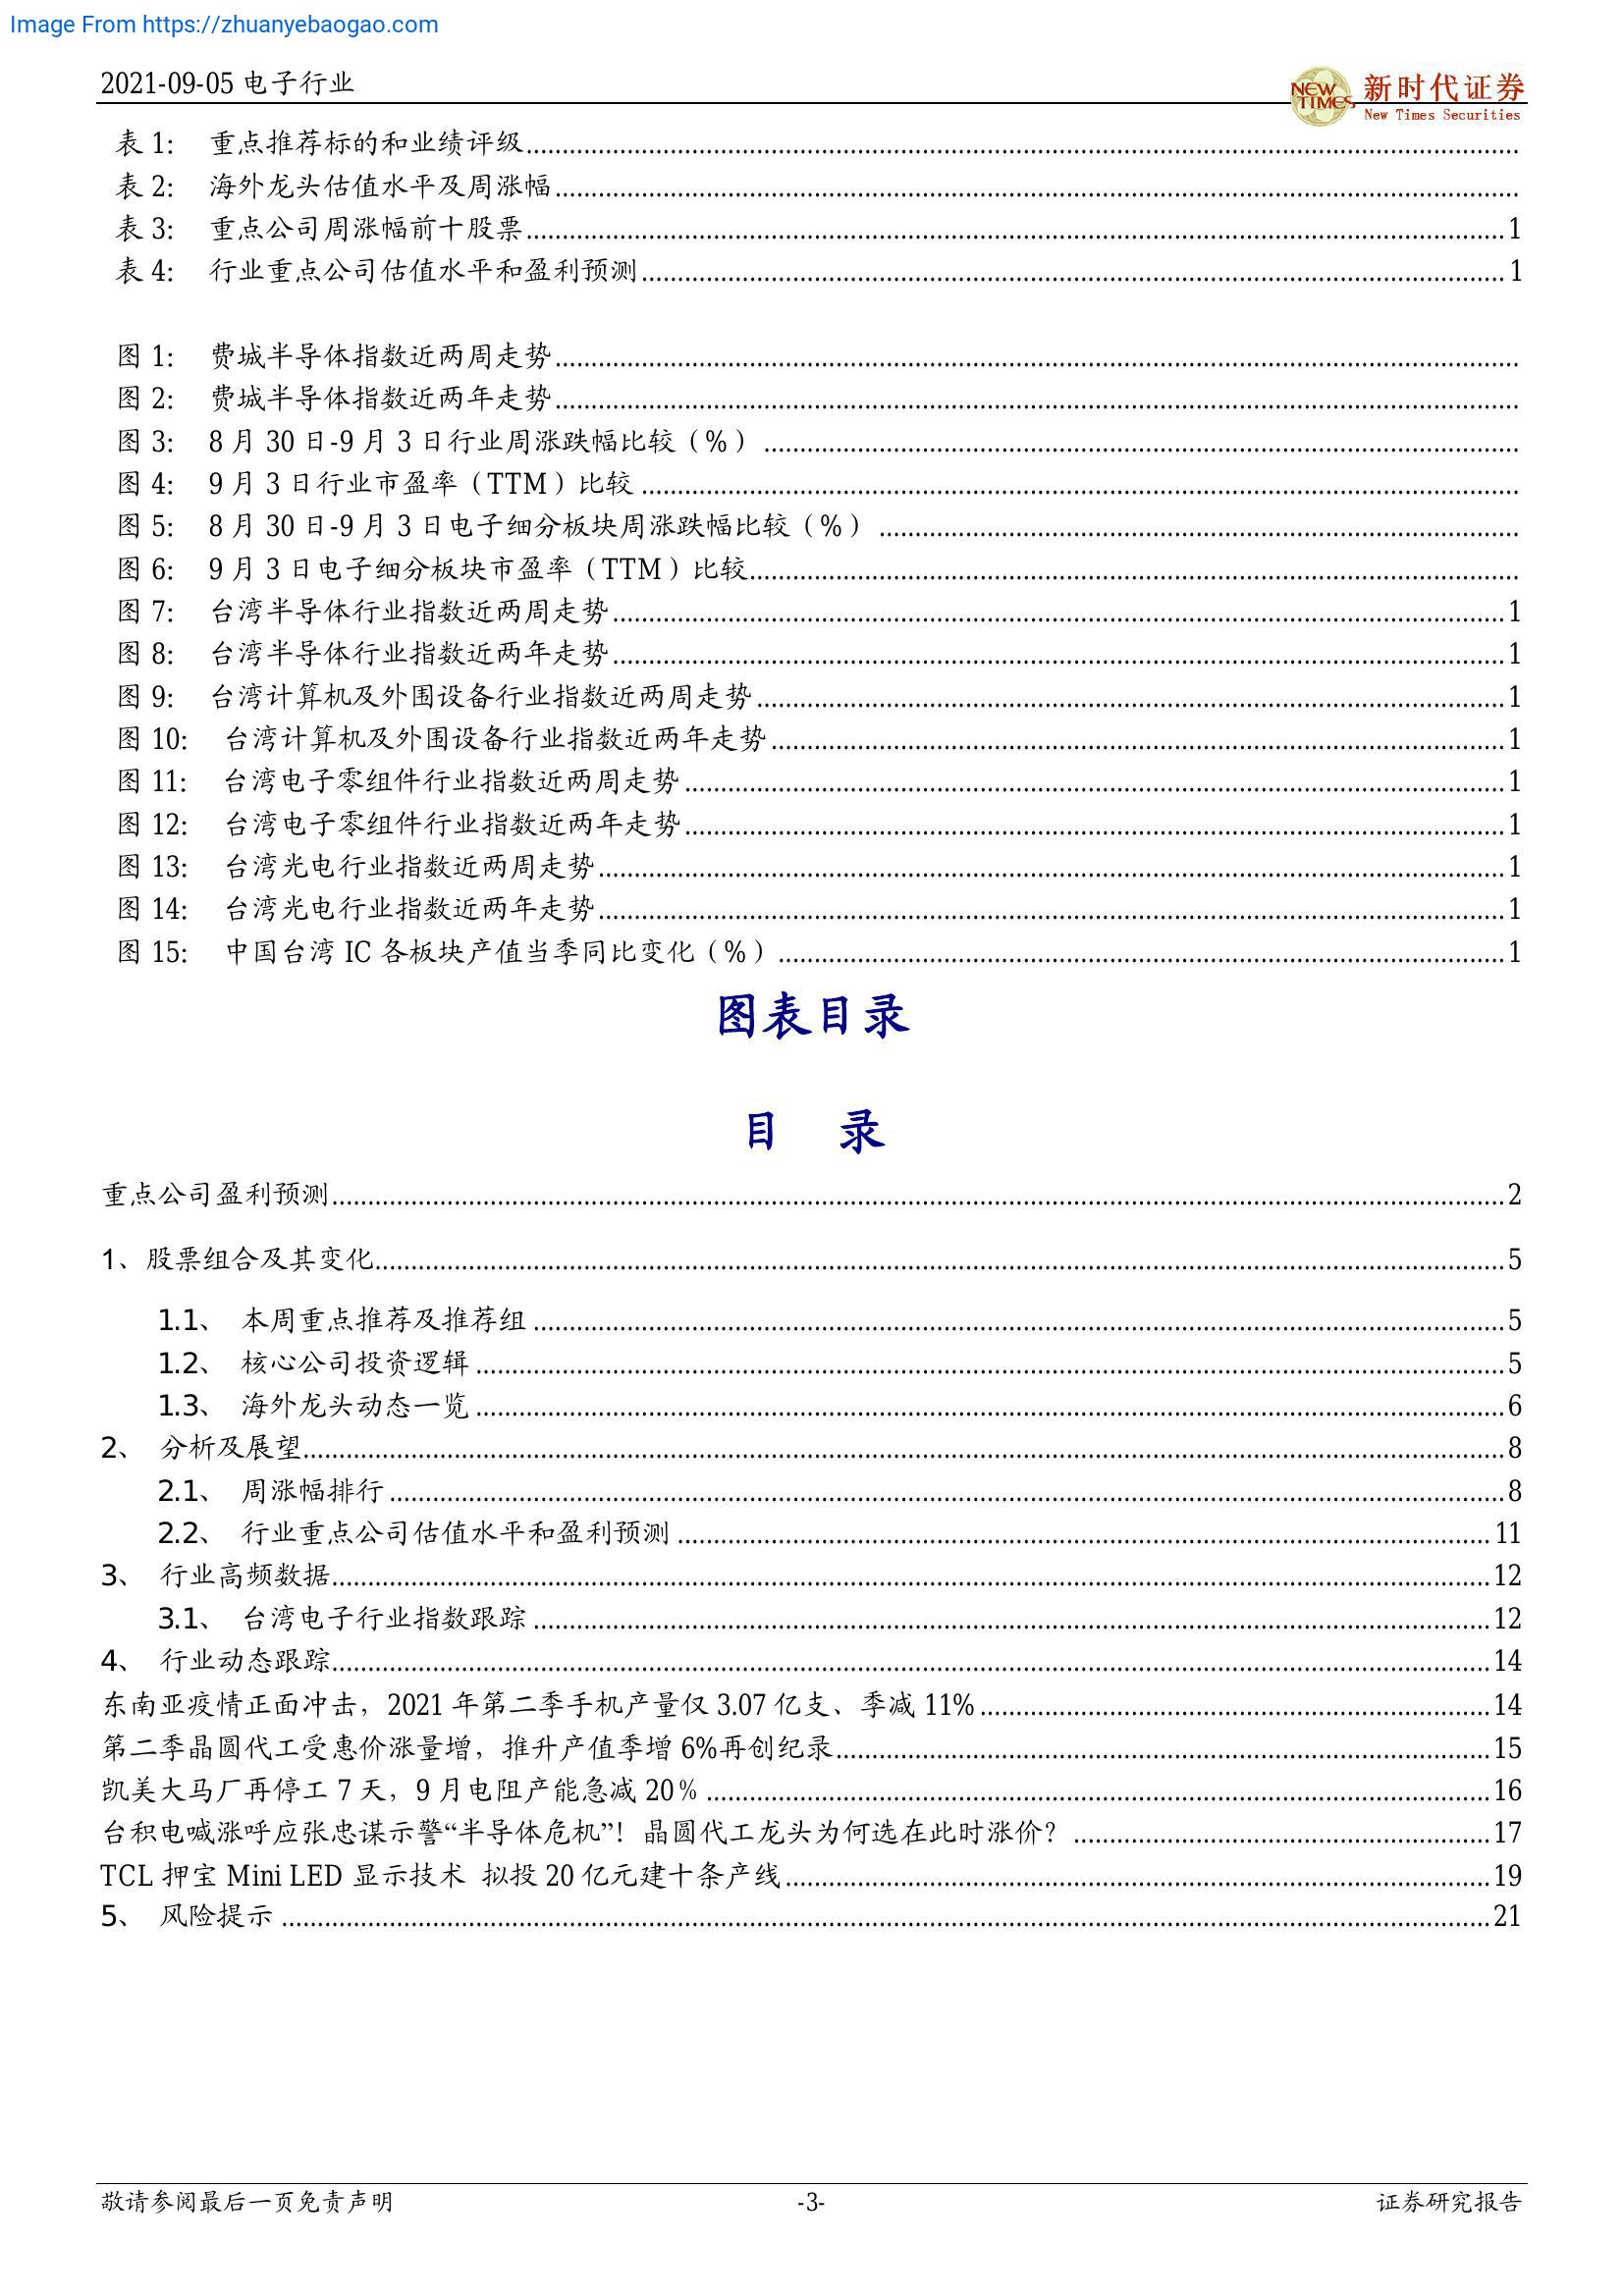 Image From https://zhuanyebaogao.com
2021-09-05 电子行业
NEW TIMES 新时代证券
New Times Securities
表 1: 重点推荐标的和业绩评级
表 2: 海外龙头估值水平及周涨幅
表 3: 重点公司周涨幅前十股票 1
表 4: 行业重点公司估值水平和盈利预测 1
图 1: 费城半导体指数近两周走势
图 2: 费城半导体指数近两年走势
图 3: 8 月 30 日-9 月 3 日行业周涨跌幅比较（%）
图 4: 9 月 3 日行业市盈率（TTM）比较
图 5: 8 月 30 日-9 月 3 日电子细分板块周涨跌幅比较（%）
图 6: 9 月 3 日电子细分板块市盈率（TTM）比较
图 7: 台湾半导体行业指数近两周走势 1
图 8: 台湾半导体行业指数近两年走势 1
图 9: 台湾计算机及外围设备行业指数近两周走势 1
图 10: 台湾计算机及外围设备行业指数近两年走势 1
图 11: 台湾电子零组件行业指数近两周走势 1
图 12: 台湾电子零组件行业指数近两年走势 1
图 13: 台湾光电行业指数近两周走势 1
图 14: 台湾光电行业指数近两年走势 1
图 15: 中国台湾 IC 各板块产值当季同比变化（%） 1
图表目录
目 录
重点公司盈利预测 2
1、股票组合及其变化 5
1.1、 本周重点推荐及推荐组 5
1.2、 核心公司投资逻辑 5
1.3、 海外龙头动态一览 6
2、 分析及展望 8
2.1、 周涨幅排行 8
2.2、 行业重点公司估值水平和盈利预测 11
3、 行业高频数据 12
3.1、 台湾电子行业指数跟踪 12
4、 行业动态跟踪 14
东南亚疫情正面冲击，2021 年第二季手机产量仅 3.07 亿支、季减 11% 14
第二季晶圆代工受惠价涨量增，推升产值季增 6%再创纪录 15
凯美大马厂再停工 7 天，9 月电阻产能急减 20% 16
台积电喊涨呼应张忠谋示警“半导体危机”！晶圆代工龙头为何选在此时涨价？ 17
TCL 押宝 Mini LED 显示技术 拟投 20 亿元建十条产线 19
5、 风险提示 21
敬请参阅最后一页免责声明 -3- 证券研究报告